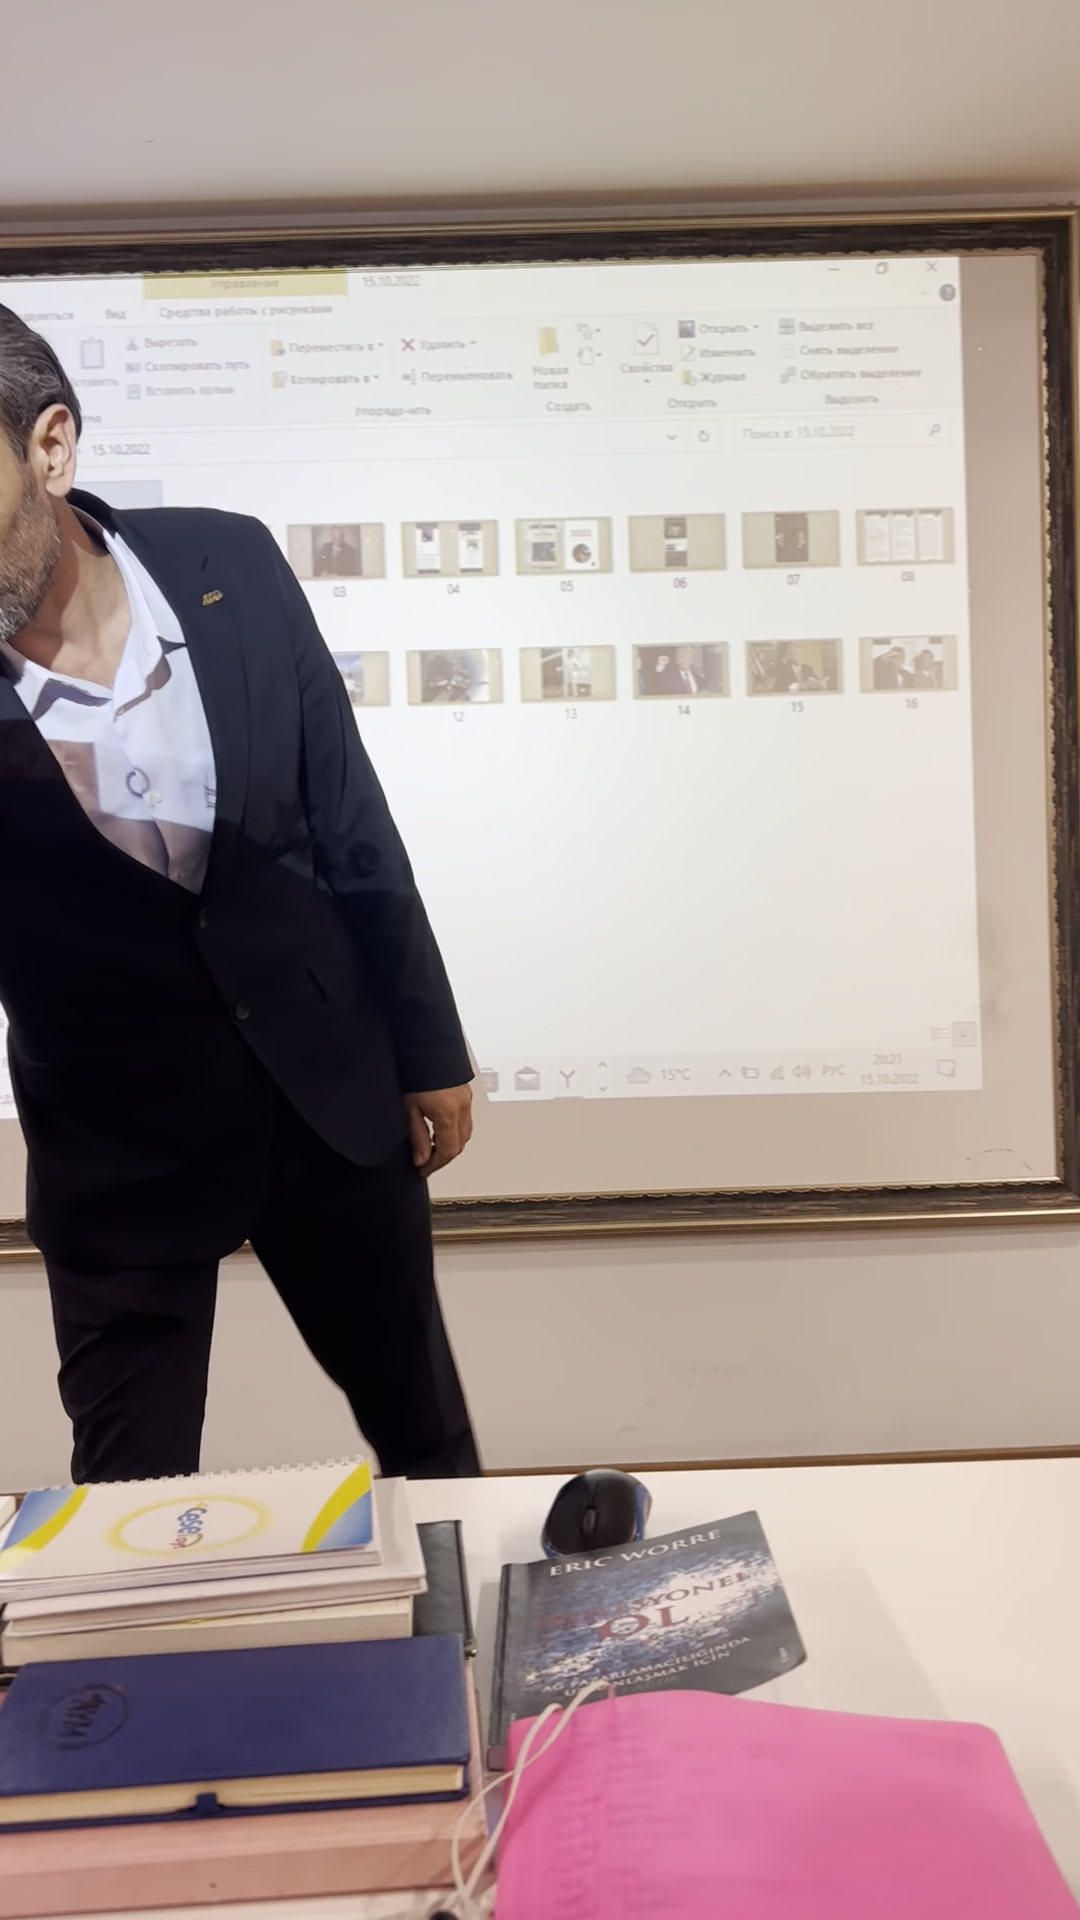 Управление 15.10.2022
Вид Средства работы с рисунками
Вырезать
Скопировать путь
Вставить ярлык
Переместить в
Копировать в
Удалить
Переименовать
Упорядочить
Новая
папка
Создать
Свойства
Открыть
Изменить
Журнал
Открыть
Выделить все
Снять выделение
Обратить выделение
Выделить
15.10.2022
Поиск в: 15.10.2022
03 04 05 06 07 08
12 13 14 15 16
15°C
РУС
20:21
15.10.2022
ERIC WORRE
OL
AĞ PAZARLAMACILIĞINDA